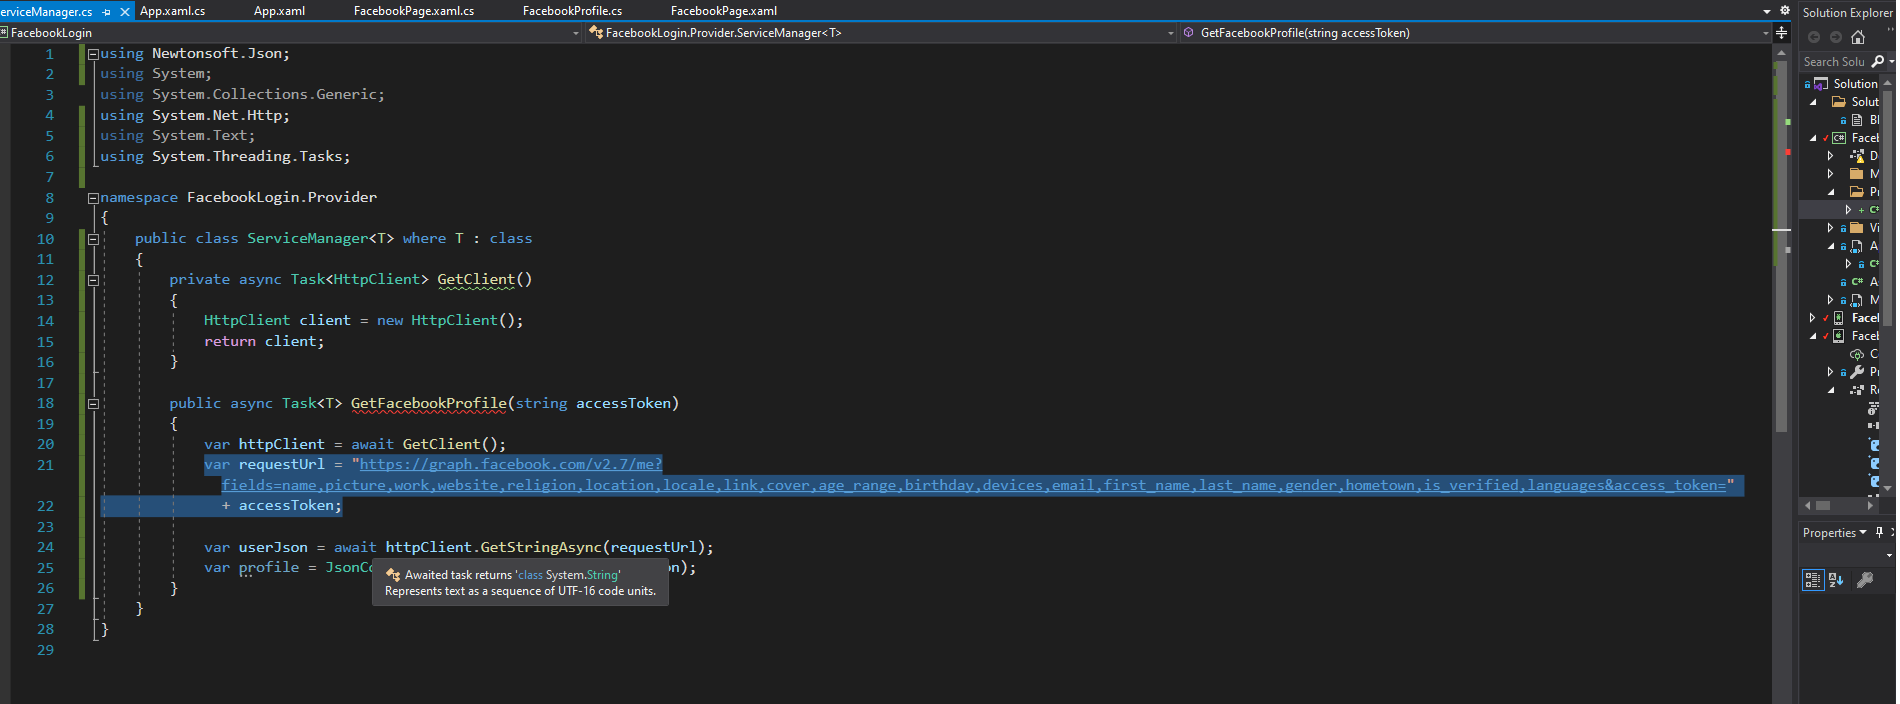 erviceManager.cs App.xaml.cs App.xaml FacebookPage.xaml.cs FacebookProfile.cs FacebookPage.xaml
FacebookLogin FacebookLogin.Provider.ServiceManager<T> GetFacebookProfile(string accessToken)
1 using Newtonsoft.Json;
2 using System;
3 using System.Collections.Generic;
4 using System.Net.Http;
5 using System.Text;
6 using System.Threading.Tasks;
7
8 namespace FacebookLogin.Provider
9 {
10 public class ServiceManager<T> where T : class
11 {
12 private async Task<HttpClient> GetClient()
13 {
14 HttpClient client = new HttpClient();
15 return client;
16 }
17
18 public async Task<T> GetFacebookProfile(string accessToken)
19 {
20 var httpClient = await GetClient();
21 var requestUrl = "https://graph.facebook.com/v2.7/me?
fields=name,picture,work,website,religion,location,locale,link,cover,age_range,birthday,devices,email,first_name,last_name,gender,hometown,is_verified,languages&access_token="
22 + accessToken;
23
24 var userJson = await httpClient.GetStringAsync(requestUrl);
25 var profile = JsonCo on);
Awaited task returns 'class System.String'
Represents text as a sequence of UTF-16 code units.
26 }
27 }
28 }
29
Solution Explorer
Search Solu
Solution
Solut
Bl
C# Faceb
D
M
Pr
C#
Vi
A
C#
C# A
M
Facel
Faceb
C
Pr
R
Properties